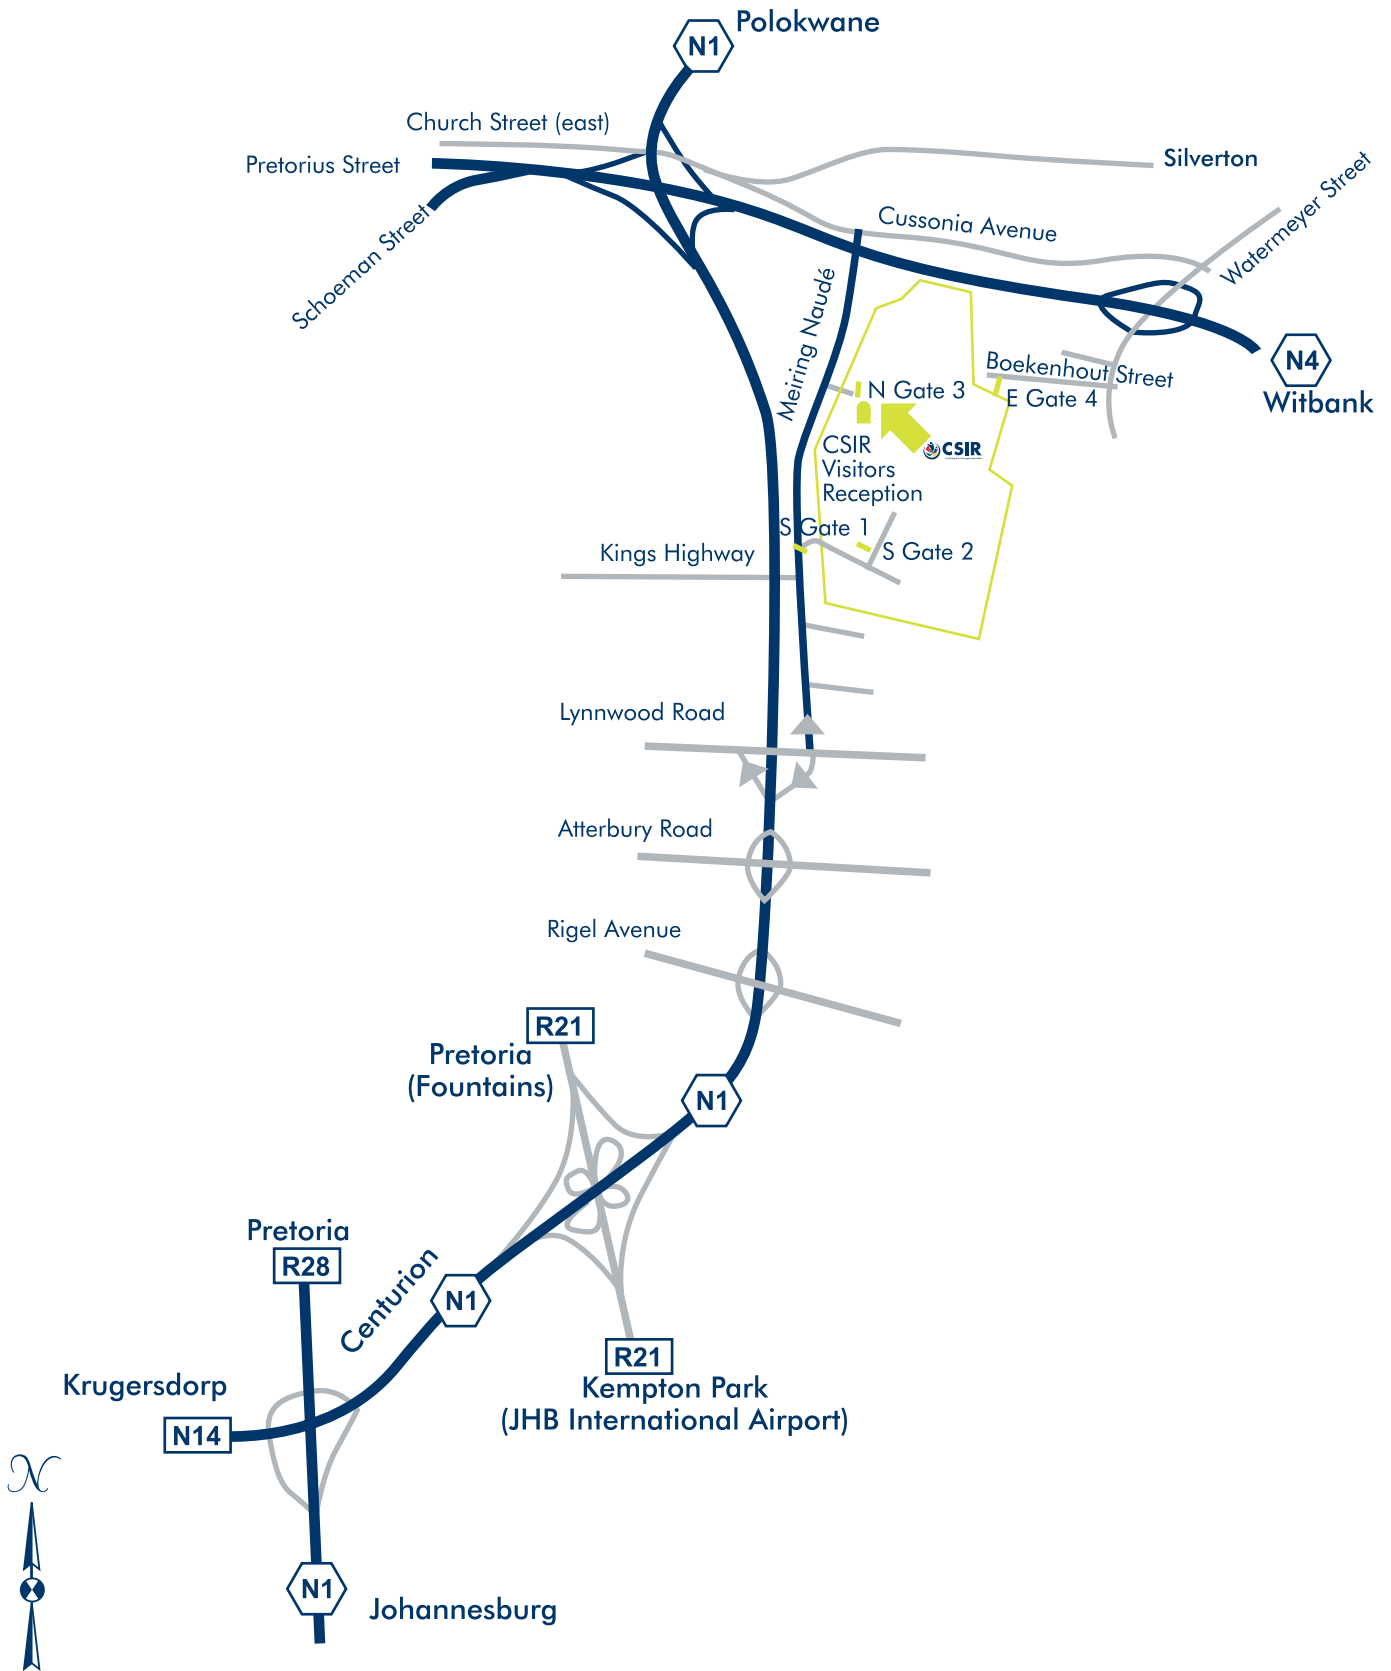 Polokwane
N1
Church Street (east)
Pretorius Street
Silverton
Schoeman Street
Cussonia Avenue
Watermeyer Street
Meiring Naudé
N4
Witbank
Boekenhout Street
N Gate 3
E Gate 4
CSIR
Visitors
Reception
CSIR
S Gate 1
Kings Highway
S Gate 2
Lynnwood Road
Atterbury Road
Rigel Avenue
R21
Pretoria
(Fountains)
N1
Pretoria
R28
Centurion
N1
R21
Kempton Park
(JHB International Airport)
Krugersdorp
N14
N
N1
Johannesburg